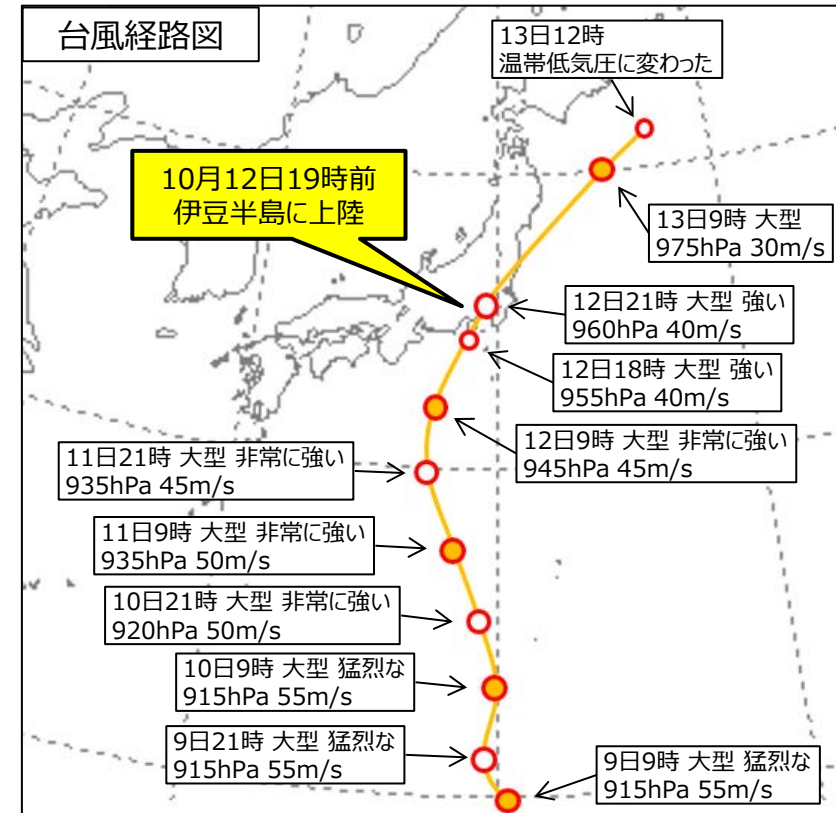 台風経路図
13日12時
温帯低気圧に変わった
10月12日19時前
伊豆半島に上陸
13日9時 大型
975hPa 30m/s
12日21時 大型 強い
960hPa 40m/s
12日18時 大型 強い
955hPa 40m/s
12日9時 大型 非常に強い
945hPa 45m/s
11日21時 大型 非常に強い
935hPa 45m/s
11日9時 大型 非常に強い
935hPa 50m/s
10日21時 大型 非常に強い
920hPa 50m/s
10日9時 大型 猛烈な
915hPa 55m/s
9日21時 大型 猛烈な
915hPa 55m/s
9日9時 大型 猛烈な
915hPa 55m/s